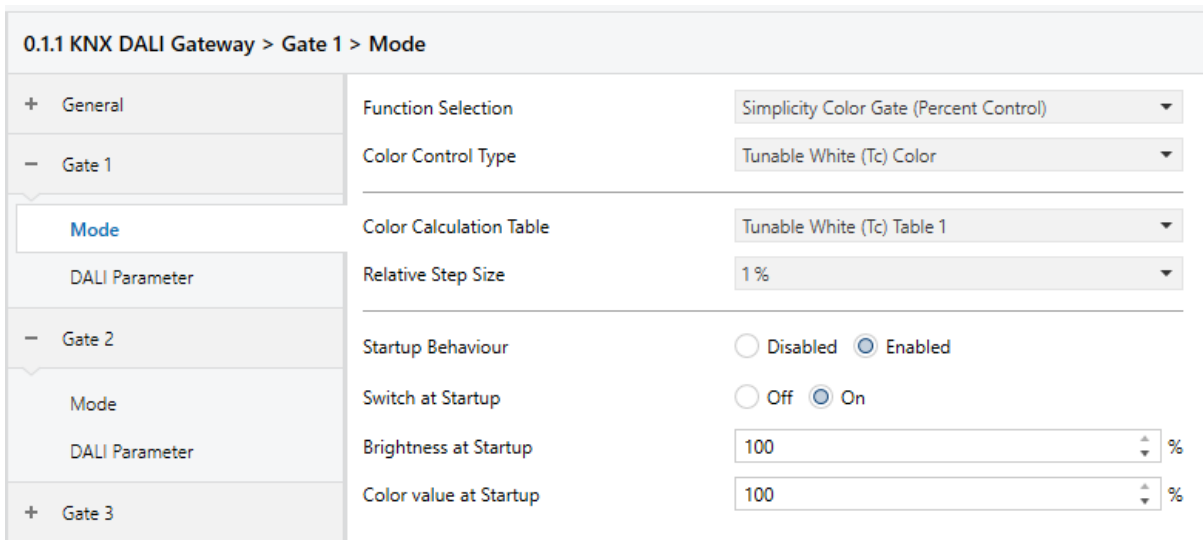 0.1.1 KNX DALI Gateway > Gate 1 > Mode
+ General
Function Selection Simplicity Color Gate (Percent Control)
− Gate 1
Color Control Type Tunable White (Tc) Color
Mode
Color Calculation Table Tunable White (Tc) Table 1
DALI Parameter
Relative Step Size 1 %
− Gate 2
Startup Behaviour Disabled Enabled
Mode
Switch at Startup Off On
DALI Parameter
Brightness at Startup 100 %
Color value at Startup 100 %
+ Gate 3